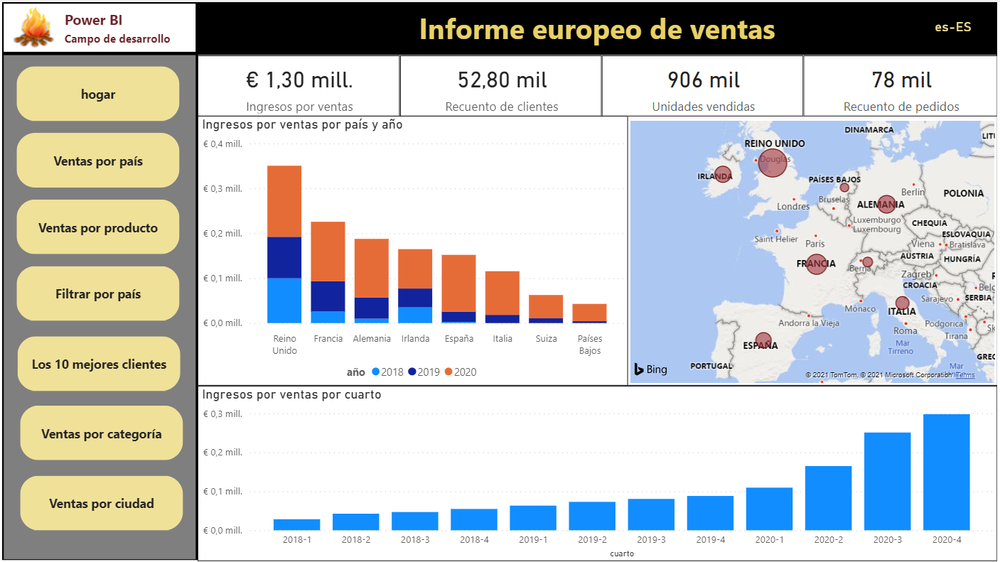 Power BI
Campo de desarrollo
Informe europeo de ventas
es-ES
hogar
Ventas por país
Ventas por producto
Filtrar por país
Los 10 mejores clientes
Ventas por categoría
Ventas por ciudad
€ 1,30 mill.
Ingresos por ventas
52,80 mil
Recuento de clientes
906 mil
Unidades vendidas
78 mil
Recuento de pedidos
Ingresos por ventas por país y año
€ 0,4 mill.
€ 0,3 mill.
€ 0,2 mill.
€ 0,1 mill.
€ 0,0 mill.
Reino
Unido
Francia
Alemania
Irlanda
España
Italia
Suiza
Países
Bajos
año
2018
2019
2020
DINAMARCA
REINO UNIDO
Douglas
IRLANDA
PAÍSES BAJOS
Berlín
POLONIA
Bruselas
ALEMANIA
Londres
Luxemburgo
Luxembourg
CHEQUIA
ESLOVAQUIA
Saint Helier
París
Viena
Bratislava
AUSTRIA
HUNGRÍA
FRANCIA
Berna
Zagreb
CROACIA
SERBIA
Mónaco
Sarajevo
ITALIA
Andorra la Vieja
Podgorica
Roma
Tirana
Mar
Tirreno
ESPAÑA
PORTUGAL
Mar
Bing
© 2021 TomTom, © 2021 Microsoft Corporation Terms
Ingresos por ventas por cuarto
€ 0,3 mill.
€ 0,2 mill.
€ 0,1 mill.
€ 0,0 mill.
2018-1
2018-2
2018-3
2018-4
2019-1
2019-2
2019-3
2019-4
2020-1
2020-2
2020-3
2020-4
cuarto